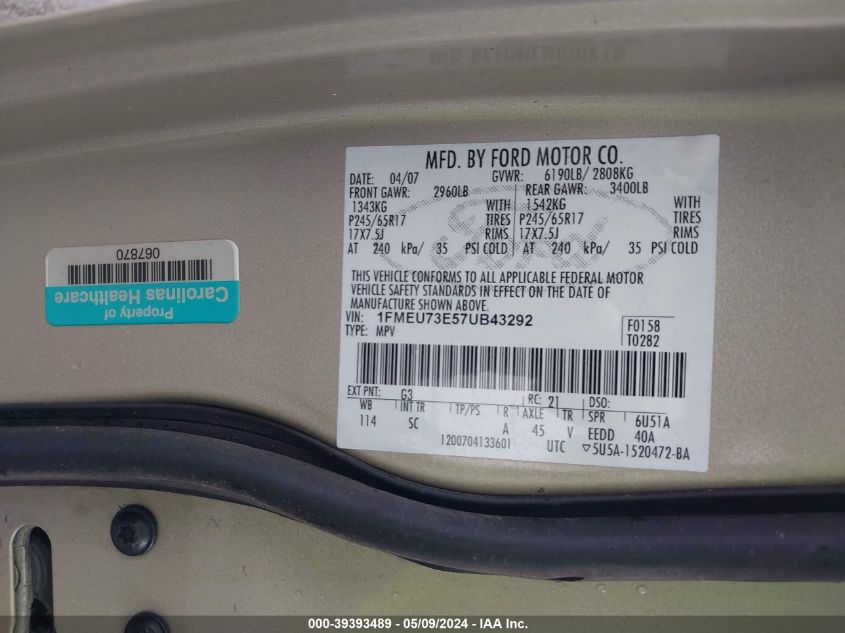 MFD. BY FORD MOTOR CO.
DATE: 04/07 GVWR: 6190LB/ 2808KG
FRONT GAWR: 2960LB REAR GAWR: 3400LB
1343KG WITH 1542KG WITH
P245/65R17 TIRES P245/65R17 TIRES
17X7.5J RIMS 17X7.5J RIMS
AT 240 kPa/ 35 PSI COLD AT 240 kPa/ 35 PSI COLD
THIS VEHICLE CONFORMS TO ALL APPLICABLE FEDERAL MOTOR
VEHICLE SAFETY STANDARDS IN EFFECT ON THE DATE OF
MANUFACTURE SHOWN ABOVE.
VIN: 1FMEU73E57UB43292
TYPE: MPV
F0158
T0282
EXT PNT: G3 RC: 21 DSO:
WB INT TR TP/PS R AXLE TR SPR 6U51A
114 SC A 45 V EEDD 40A
1200704133601 UTC ▽5U5A-1520472-BA
Property of
Carolinas Healthcare
067870
000-39393489 - 05/09/2024 - IAA Inc.